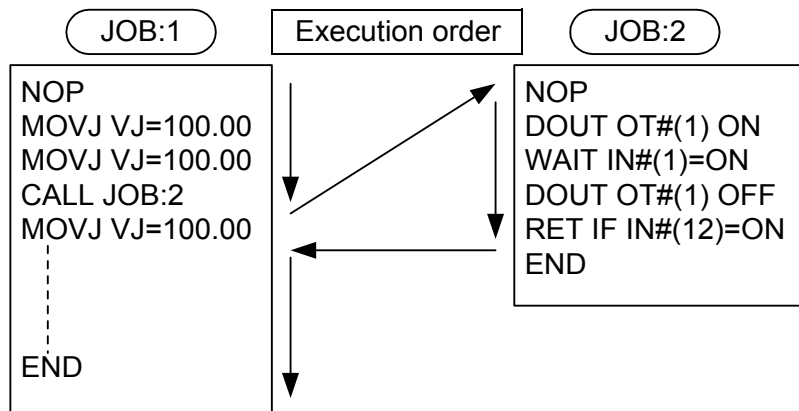 JOB:1
Execution order
JOB:2
NOP
MOVJ VJ=100.00
MOVJ VJ=100.00
CALL JOB:2
MOVJ VJ=100.00
END
NOP
DOUT OT#(1) ON
WAIT IN#(1)=ON
DOUT OT#(1) OFF
RET IF IN#(12)=ON
END